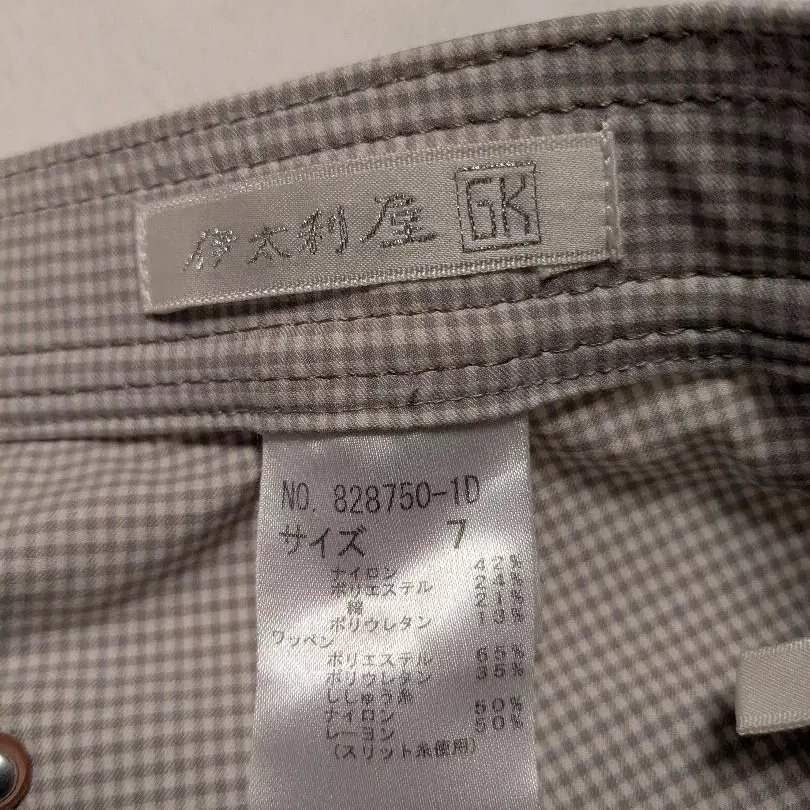 伊太利屋 GK
NO. 828750-1D
サイズ 7
ナイロン 42%
ポリエステル 24%
綿 21%
ポリウレタン 13%
ワッペン
ポリエステル 65%
ポリウレタン 35%
ししゅう糸
ナイロン 50%
レーヨン 50%
(スリット糸使用)